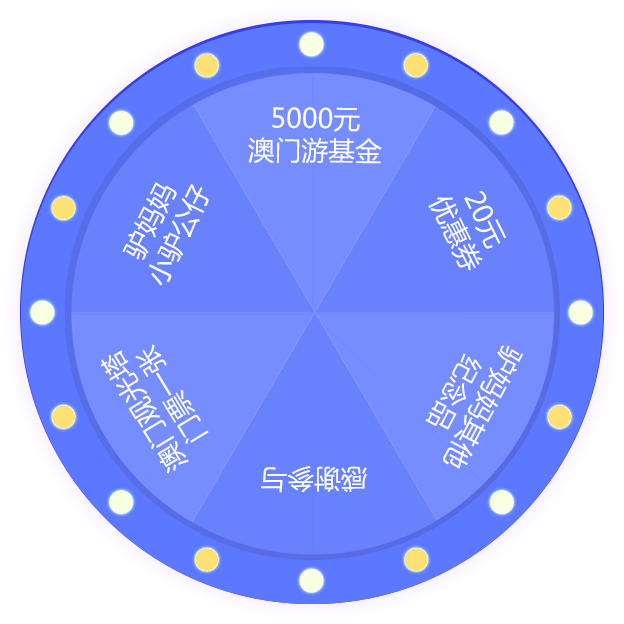 5000元
澳门游基金
20元
优惠券
驴妈妈其他
纪念品
感谢参与
澳门观光塔
门票一张
驴妈妈
小驴公仔